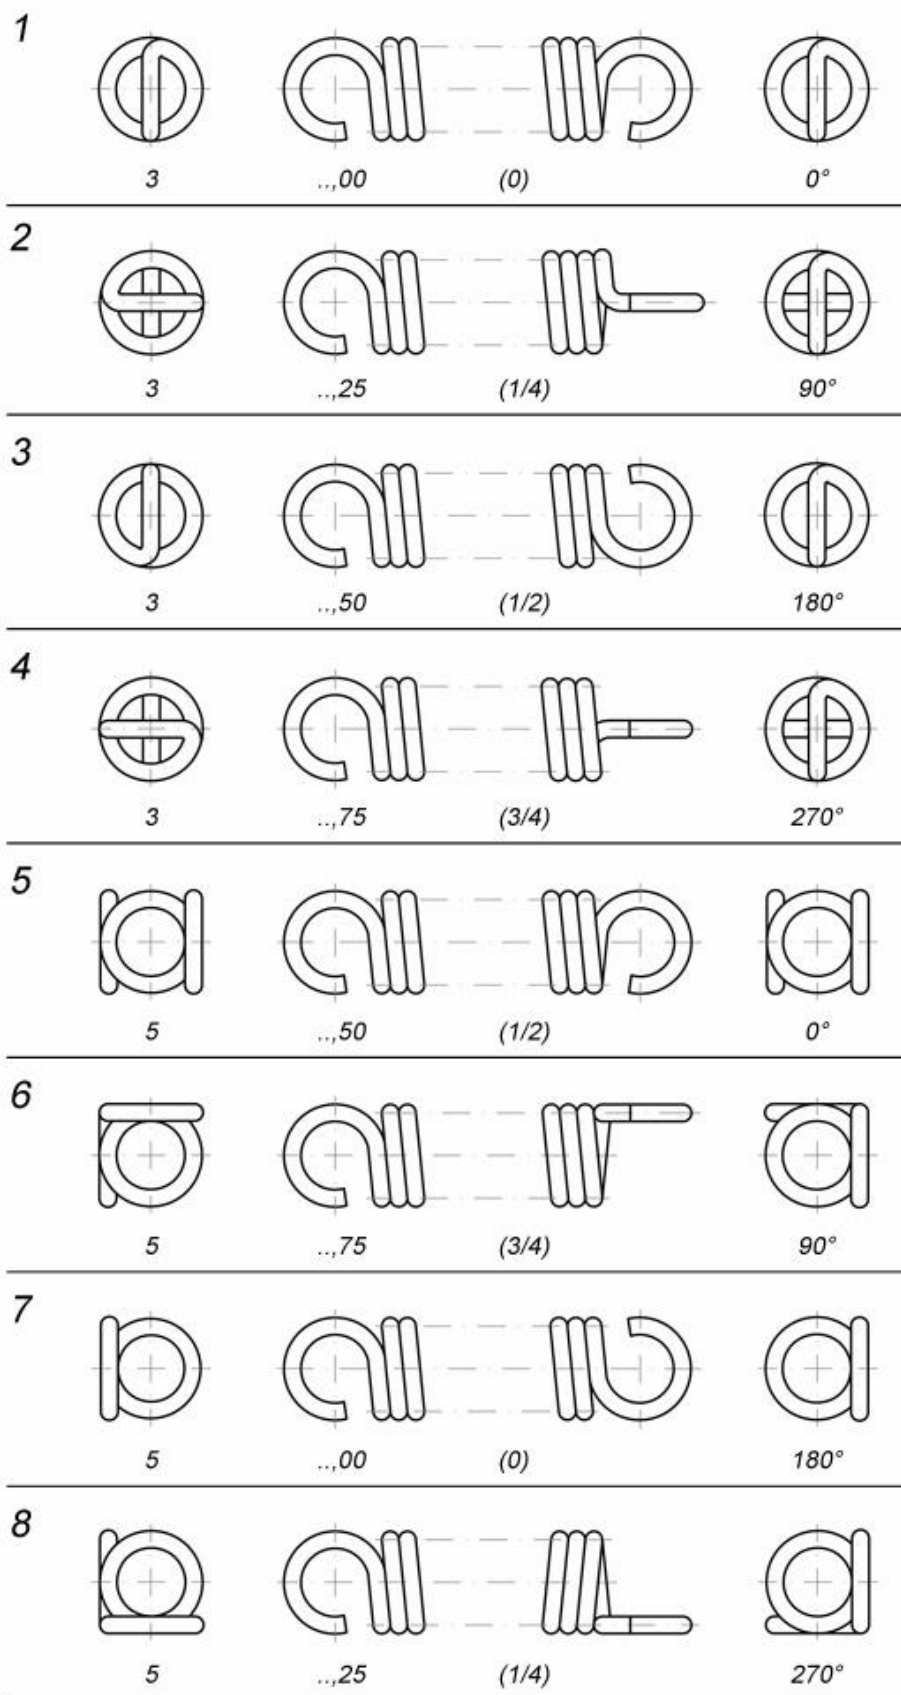 1
3 ..,00 (0) 0°
2
3 ..,25 (1/4) 90°
3
3 ..,50 (1/2) 180°
4
3 ..,75 (3/4) 270°
5
5 ..,50 (1/2) 0°
6
5 ..,75 (3/4) 90°
7
5 ..,00 (0) 180°
8
5 ..,25 (1/4) 270°